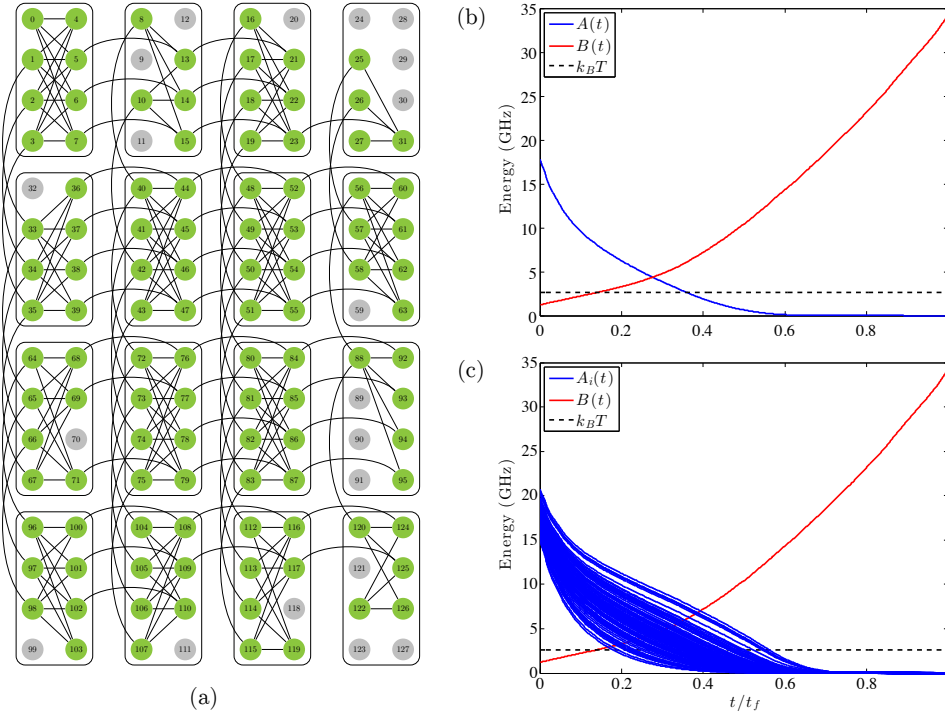 0 4 8 12 16 20 24 28
1 5 9 13 17 21 25 29
2 6 10 14 18 22 26 30
3 7 11 15 19 23 27 31
32 36 40 44 48 52 56 60
33 37 41 45 49 53 57 61
34 38 42 46 50 54 58 62
35 39 43 47 51 55 59 63
64 68 72 76 80 84 88 92
65 69 73 77 81 85 89 93
66 70 74 78 82 86 90 94
67 71 75 79 83 87 91 95
96 100 104 108 112 116 120 124
97 101 105 109 113 117 121 125
98 102 106 110 114 118 122 126
99 103 107 111 115 119 123 127
(a)
(b)
35
30
25
20
15
10
5
0
Energy (GHz)
A(t)
B(t)
k_BT
0 0.2 0.4 0.6 0.8
(c)
35
30
25
20
15
10
5
0
Energy (GHz)
A_i(t)
B(t)
k_BT
0 0.2 0.4 0.6 0.8
t/t_f